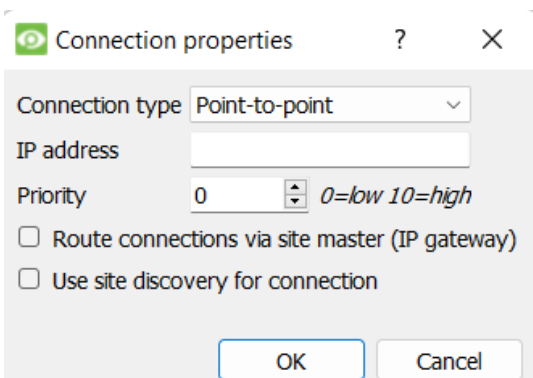 Connection properties ?
Connection type Point-to-point
IP address
Priority 0 0=low 10=high
Route connections via site master (IP gateway)
Use site discovery for connection
OK Cancel